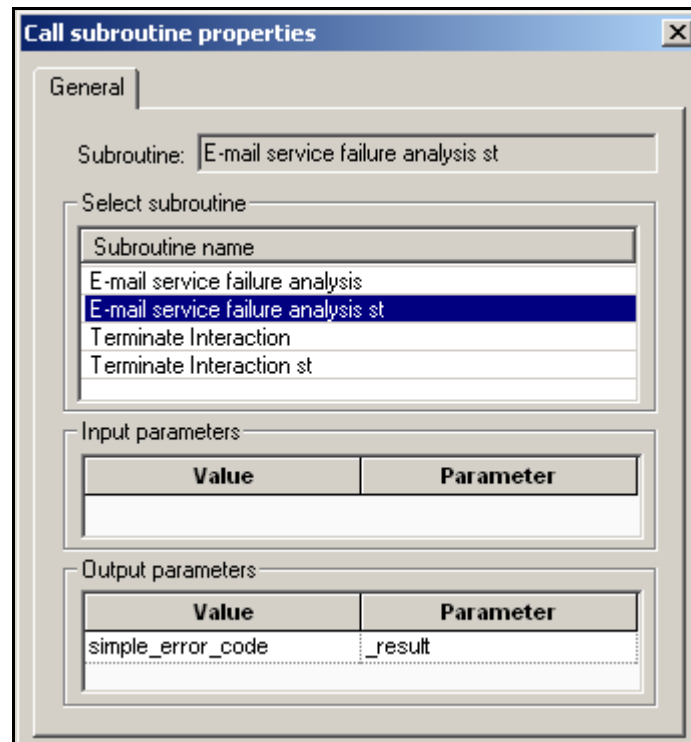 Call subroutine properties
General
Subroutine: E-mail service failure analysis st
Select subroutine
Subroutine name
E-mail service failure analysis
E-mail service failure analysis st
Terminate Interaction
Terminate Interaction st
Input parameters
Value Parameter
Output parameters
Value Parameter
simple_error_code _result